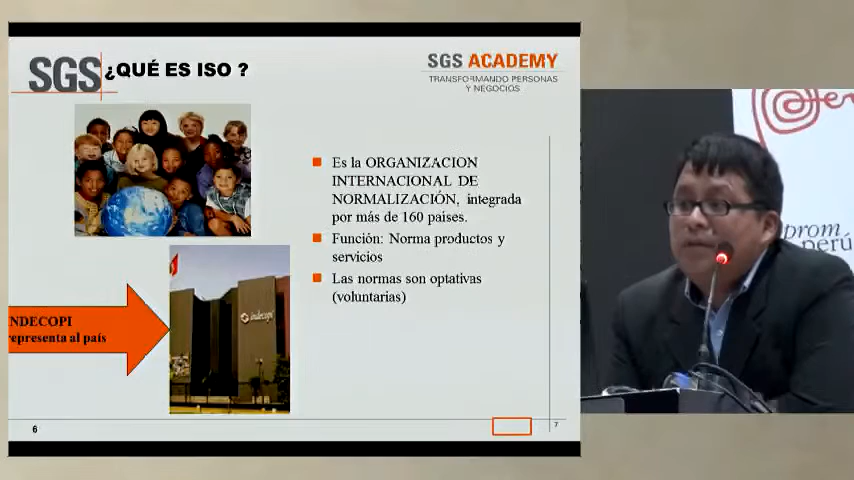 SGS
¿QUÉ ES ISO ?
SGS ACADEMY
TRANSFORMANDO PERSONAS
Y NEGOCIOS
Es la ORGANIZACION
INTERNACIONAL DE
NORMALIZACIÓN, integrada
por más de 160 países.
Función: Norma productos y
servicios
Las normas son optativas
(voluntarias)
NDECOPI
epresenta al país
indecopi
6
7
Per
prom
perú